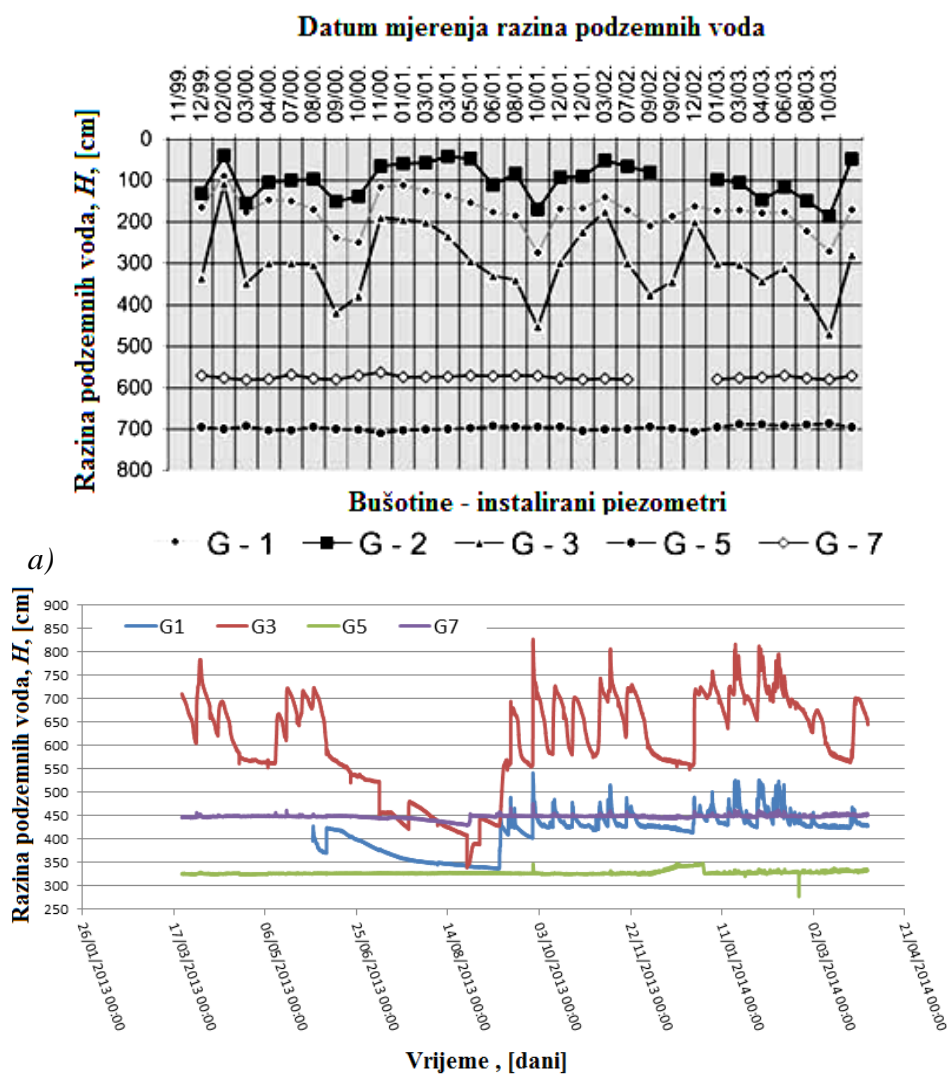 Datum mjerenja razina podzemnih voda
11/99. 12/99. 02/00. 03/00. 04/00. 07/00. 08/00. 09/00. 10/00. 11/00. 01/01. 03/01. 03/01. 05/01. 06/01. 08/01. 10/01. 12/01. 12/01. 03/02. 07/02. 09/02. 09/02. 12/02. 01/03. 03/03. 04/03. 06/03. 08/03. 10/03.
Razina podzemnih voda, H, [cm]
0
100
200
300
400
500
600
700
800
Bušotine - instalirani piezometri
G - 1 G - 2 G - 3 G - 5 G - 7
a)
Razina podzemnih voda, H, [cm]
900
850
800
750
700
650
600
550
500
450
400
350
300
250
G1 G3 G5 G7
26/01/2013 00:00 17/03/2013 00:00 06/05/2013 00:00 25/06/2013 00:00 14/08/2013 00:00 03/10/2013 00:00 22/11/2013 00:00 11/01/2014 00:00 02/03/2014 00:00 21/04/2014 00:00
Vrijeme , [dani]